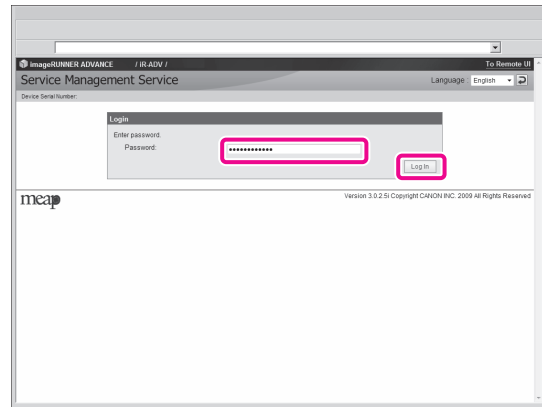 imageRUNNER ADVANCE / iR-ADV / To Remote UI
Service Management Service Language English
Device Serial Number:
Login
Enter password.
Password: ••••••••••••
Log In
meap Version 3.0.2.5i Copyright CANON INC. 2009 All Rights Reserved